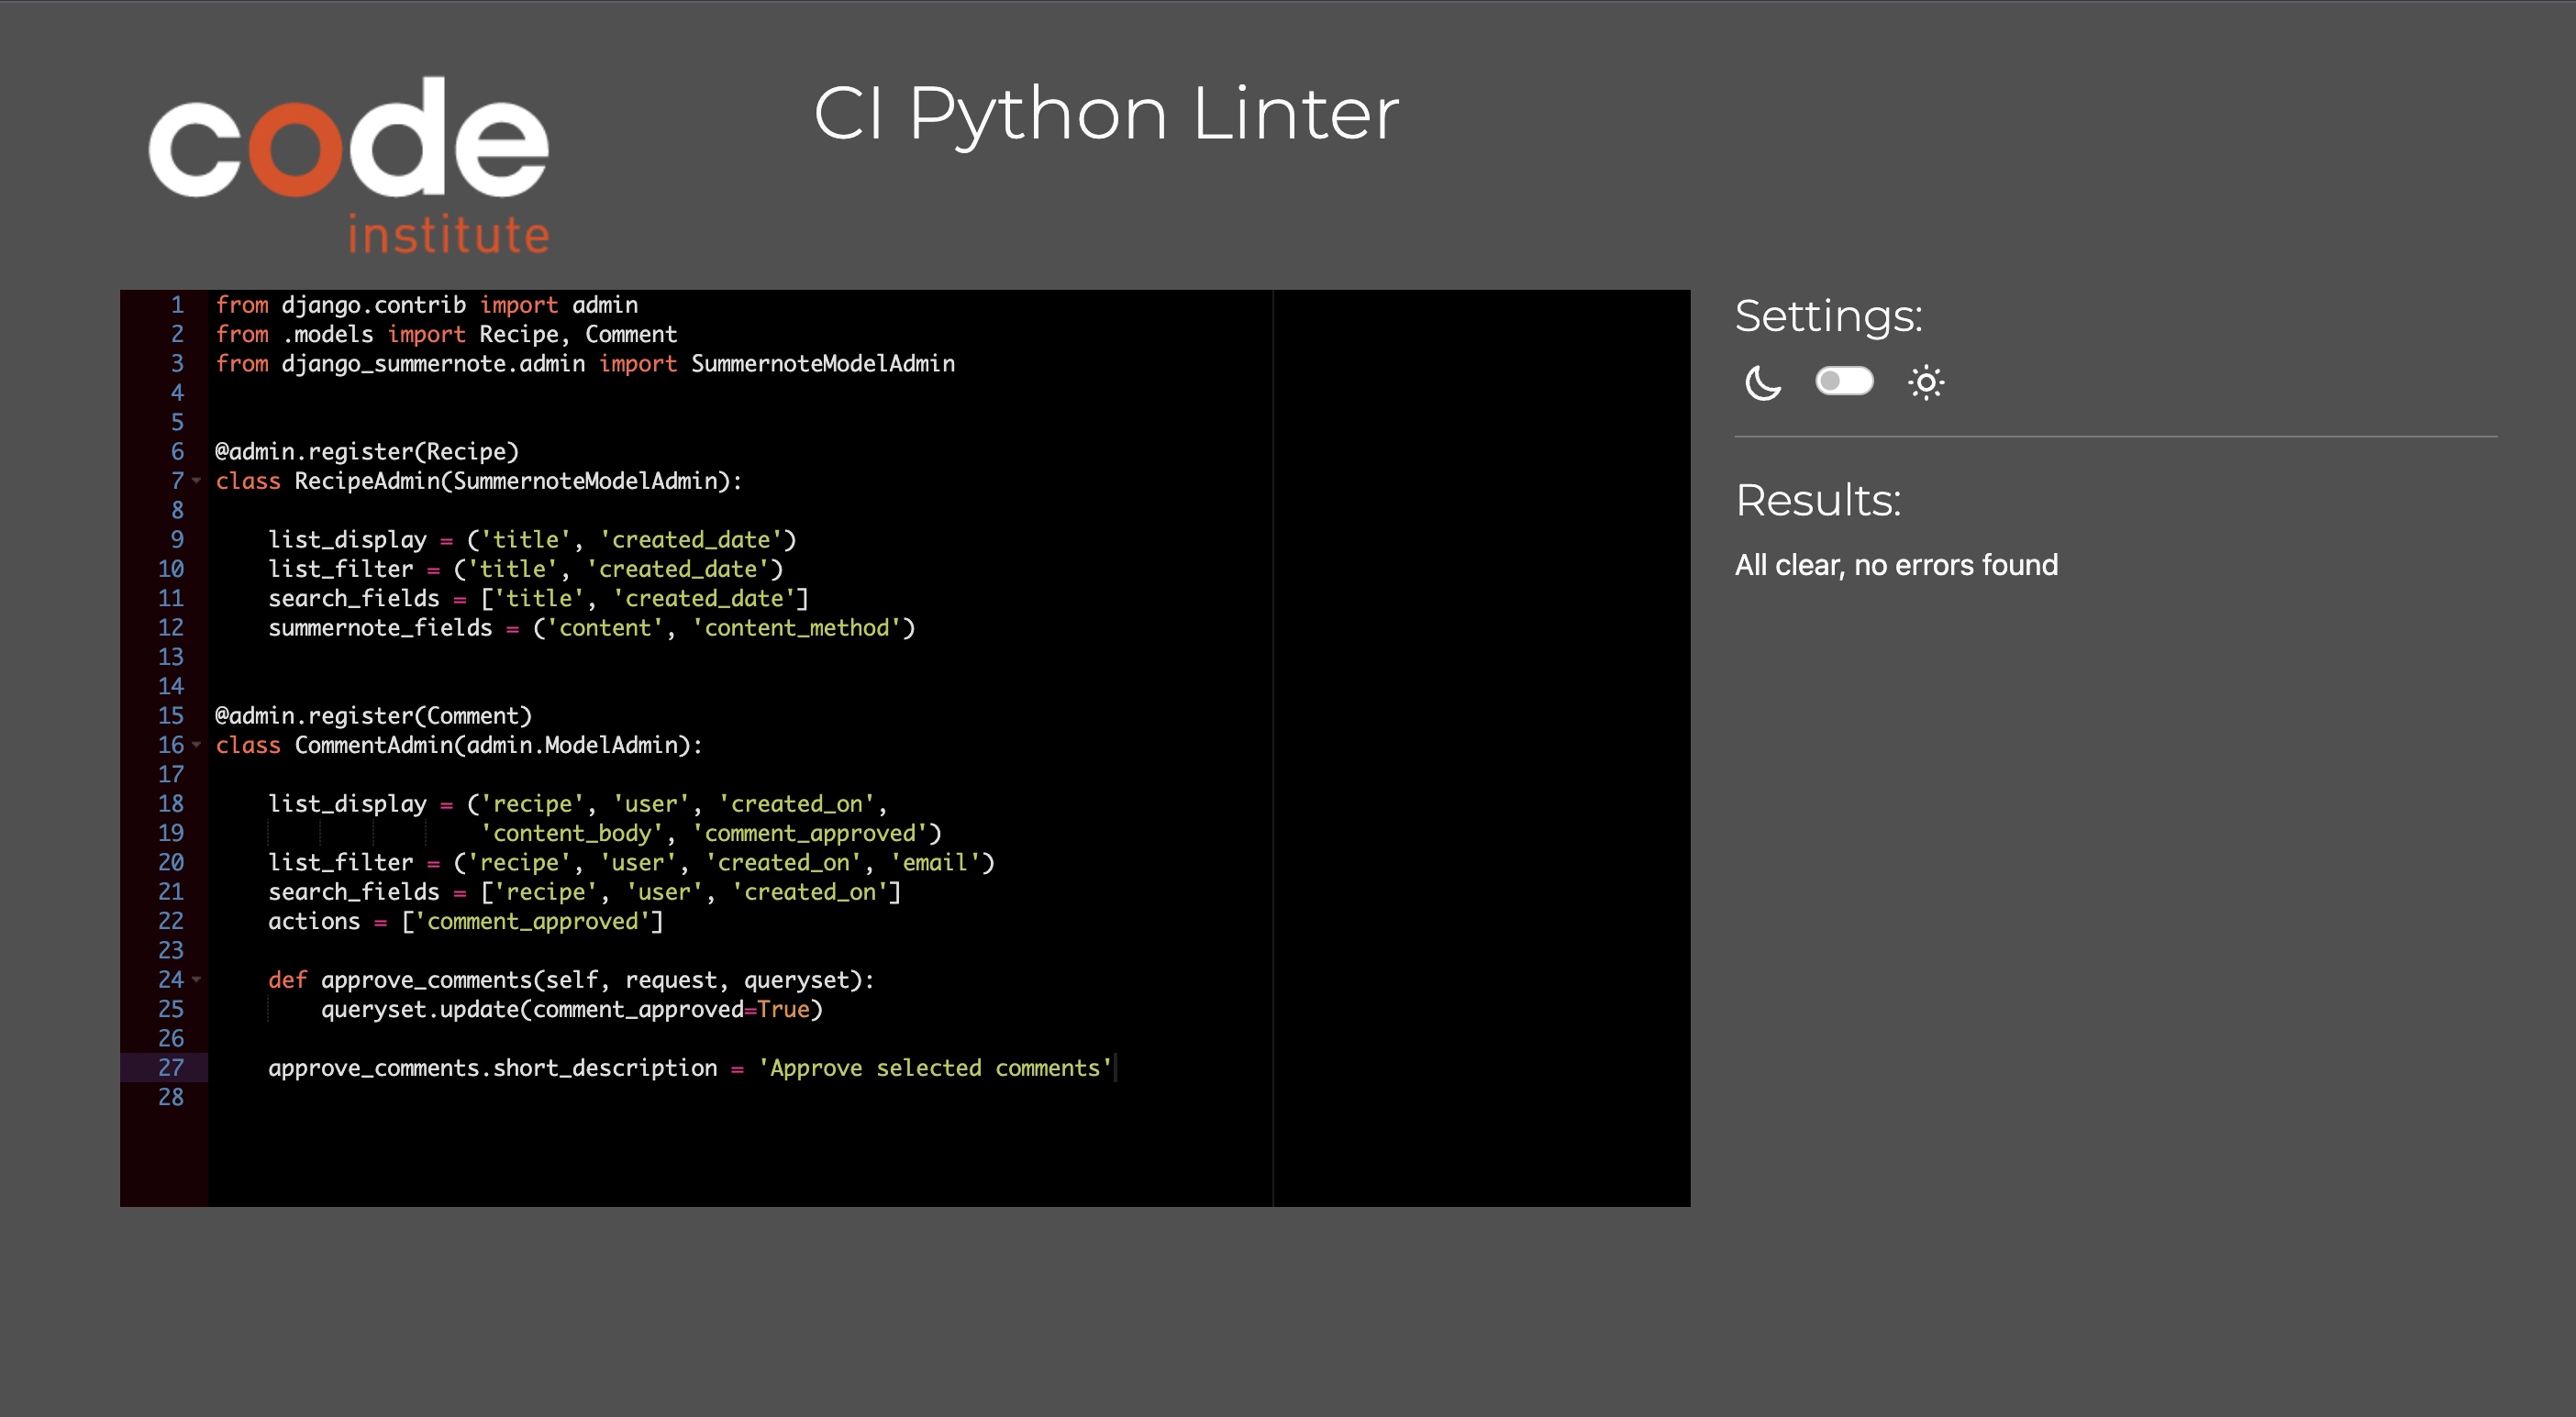 code
institute
CI Python Linter
1 from django.contrib import admin
2 from .models import Recipe, Comment
3 from django_summernote.admin import SummernoteModelAdmin
4
5
6 @admin.register(Recipe)
7 class RecipeAdmin(SummernoteModelAdmin):
8
9     list_display = ('title', 'created_date')
10     list_filter = ('title', 'created_date')
11     search_fields = ['title', 'created_date']
12     summernote_fields = ('content', 'content_method')
13
14
15 @admin.register(Comment)
16 class CommentAdmin(admin.ModelAdmin):
17
18     list_display = ('recipe', 'user', 'created_on',
19                     'content_body', 'comment_approved')
20     list_filter = ('recipe', 'user', 'created_on', 'email')
21     search_fields = ['recipe', 'user', 'created_on']
22     actions = ['comment_approved']
23
24     def approve_comments(self, request, queryset):
25         queryset.update(comment_approved=True)
26
27     approve_comments.short_description = 'Approve selected comments'
28
Settings:
Results:
All clear, no errors found